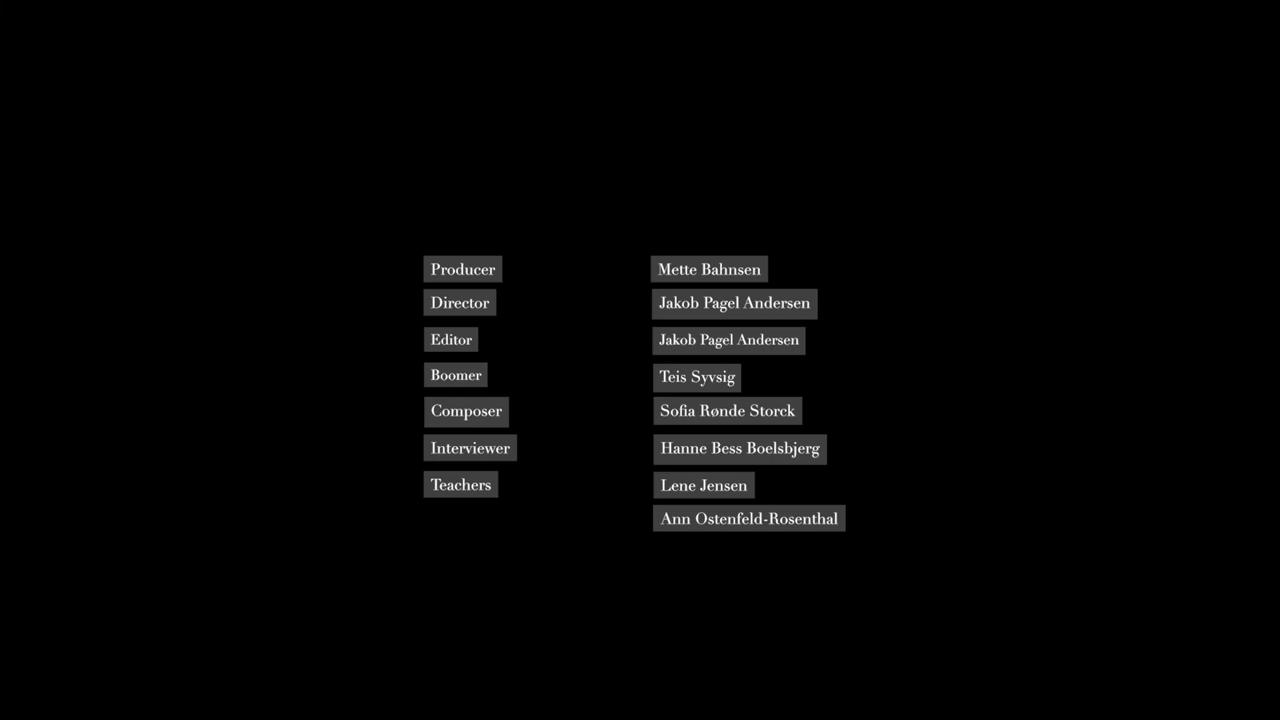 Producer Mette Bahnsen
Director Jakob Pagel Andersen
Editor Jakob Pagel Andersen
Boomer Teis Syvsig
Composer Sofia Rønde Storck
Interviewer Hanne Bess Boelsbjerg
Teachers Lene Jensen
Ann Ostenfeld-Rosenthal